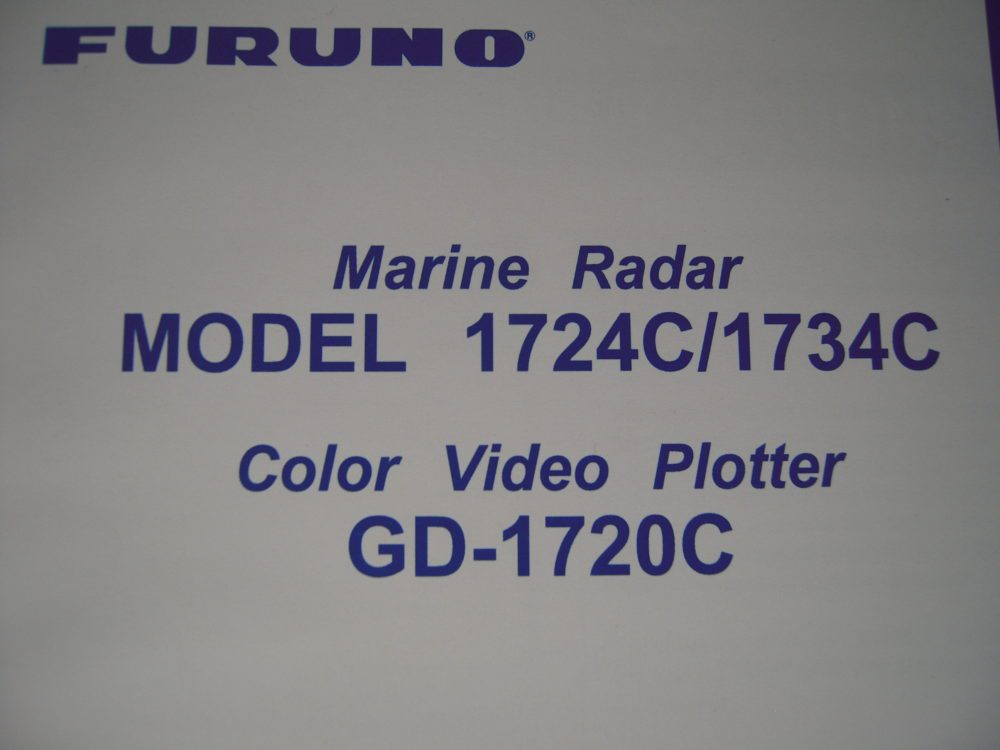 FURUNO®
Marine Radar
MODEL 1724C/1734C
Color Video Plotter
GD-1720C